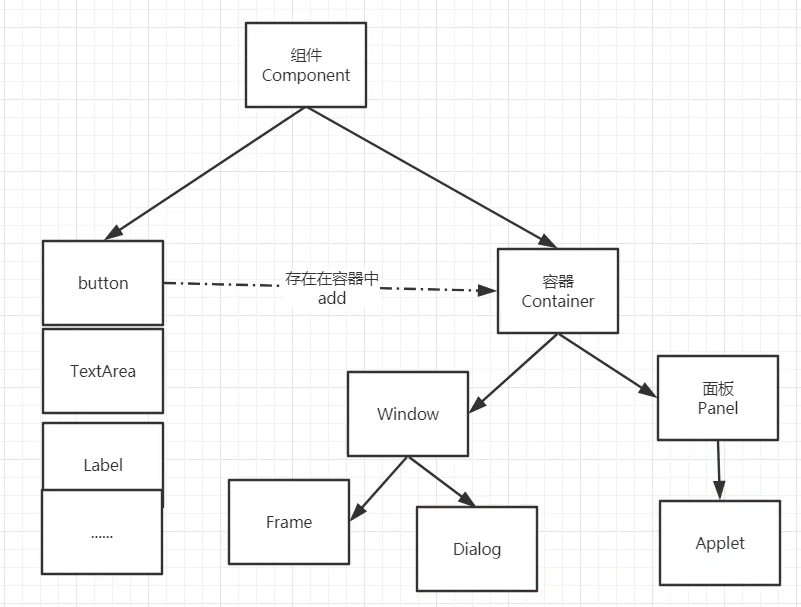 组件
Component
button
存在在容器中
add
容器
Container
TextArea
Window
面板
Panel
Label
Frame
Dialog
Applet
......